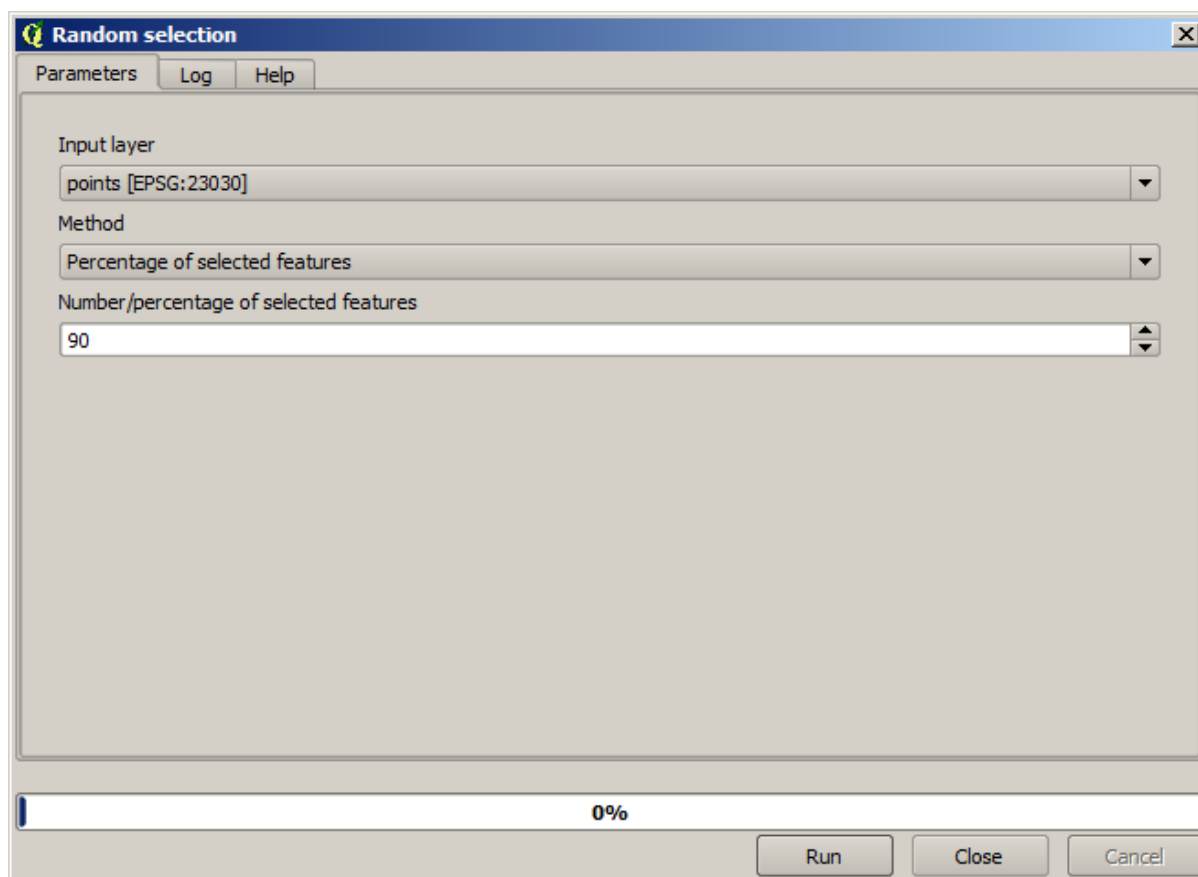 Random selection
Parameters Log Help
Input layer
points [EPSG:23030]
Method
Percentage of selected features
Number/percentage of selected features
90
0%
Run Close Cancel